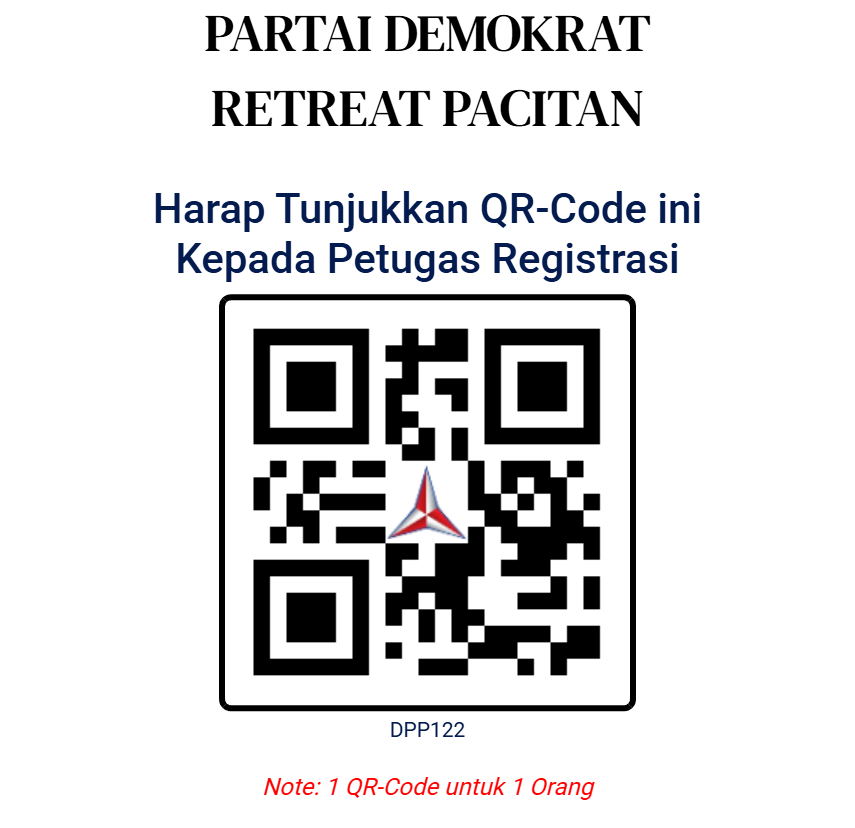 PARTAI DEMOKRAT
RETREAT PACITAN
Harap Tunjukkan QR-Code ini
Kepada Petugas Registrasi
DPP122
Note: 1 QR-Code untuk 1 Orang